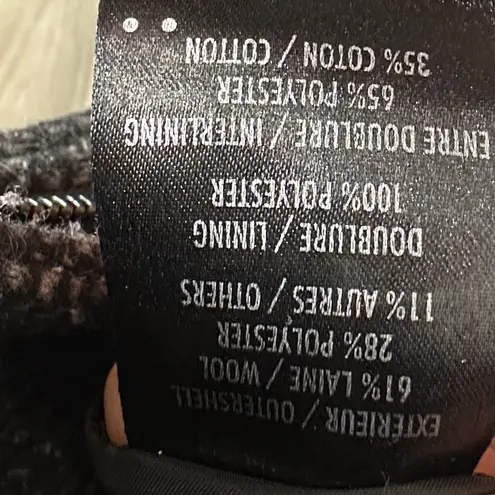 EXTÉRIEUR / OUTERSHELL
61% LAINE / WOOL
28% POLYESTER
11% AUTRES / OTHERS
DOUBLURE / LINING
100% POLYESTER
ENTRE DOUBLURE / INTERLINING
65% POLYESTER
35% COTON / COTTON